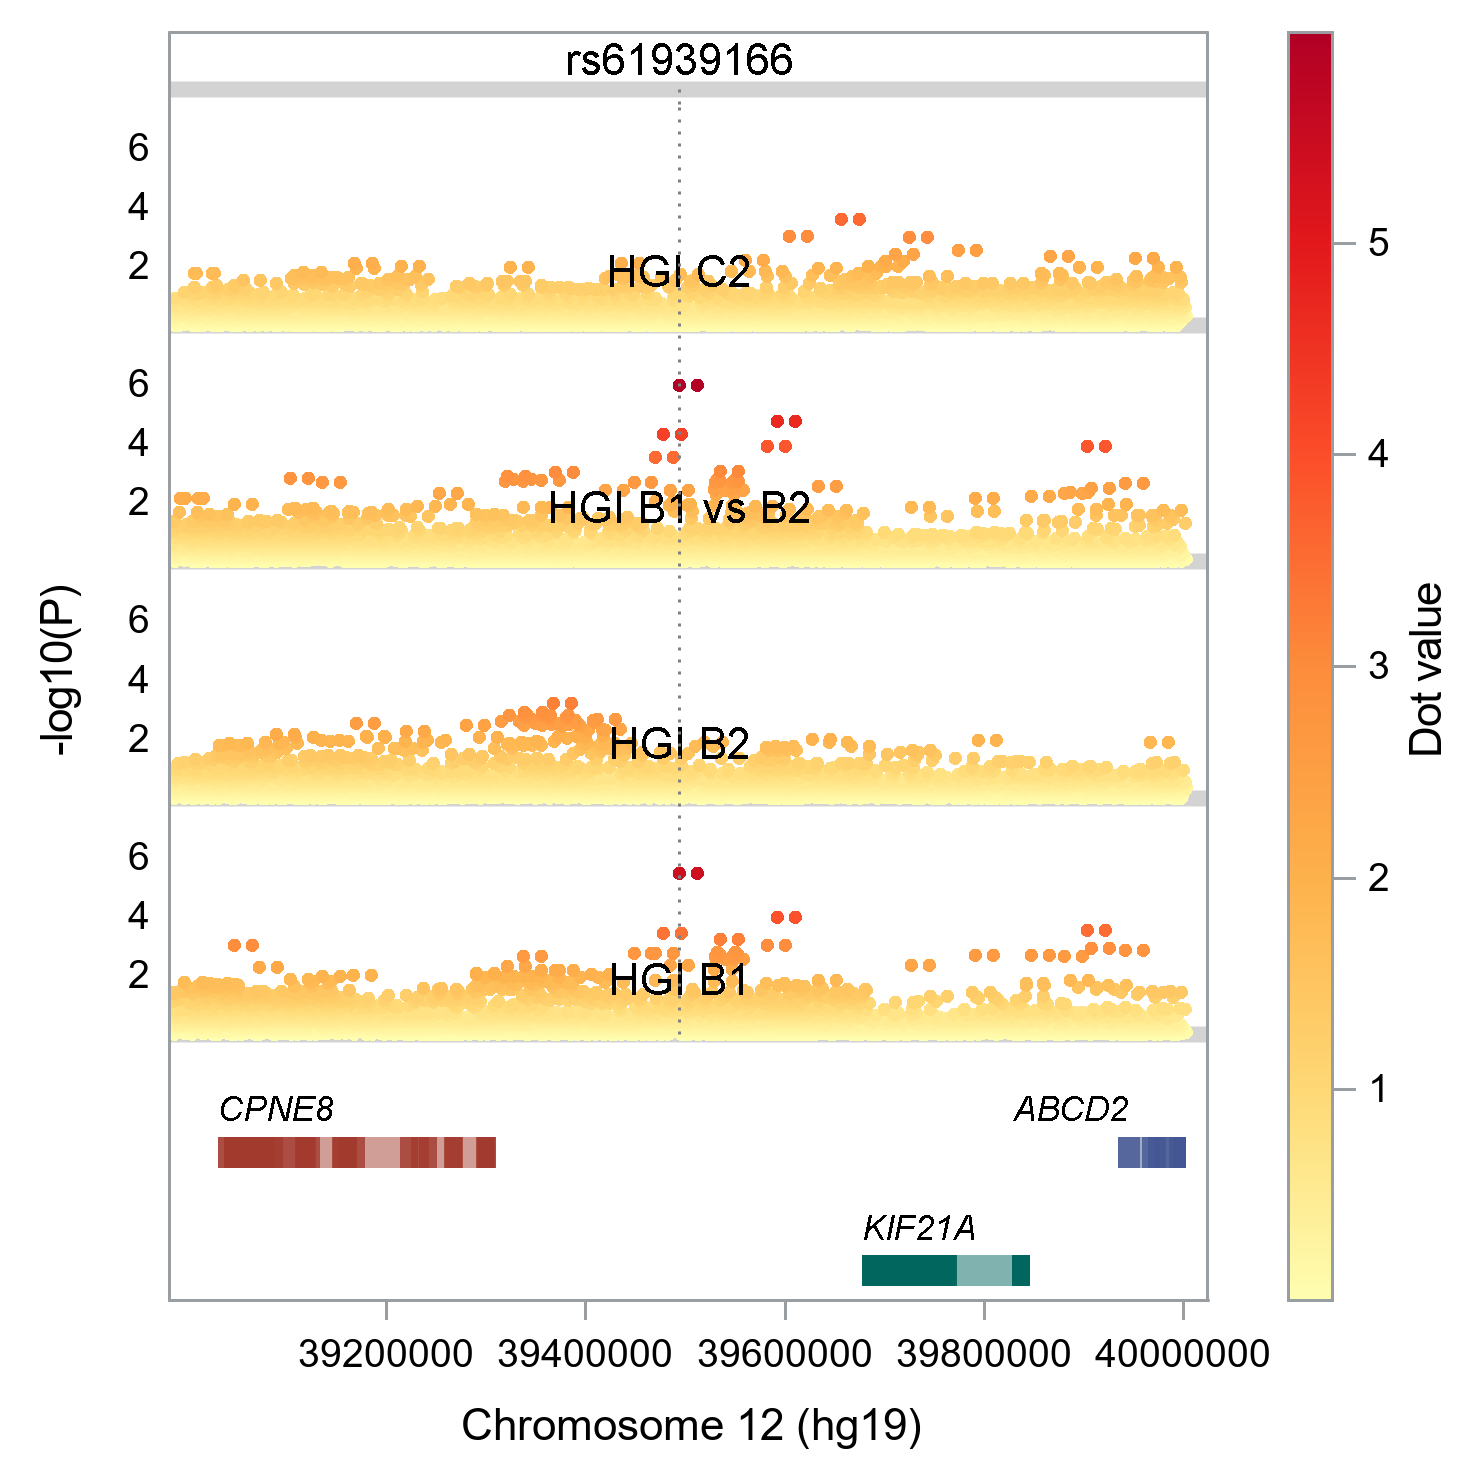 rs61939166
6
4
2
HGI C2
6
4
2
HGI B1 vs B2
6
4
2
HGI B2
6
4
2
HGI B1
-log10(P)
CPNE8
ABCD2
KIF21A
39200000 39400000 39600000 39800000 40000000
Chromosome 12 (hg19)
5
4
3
2
1
Dot value